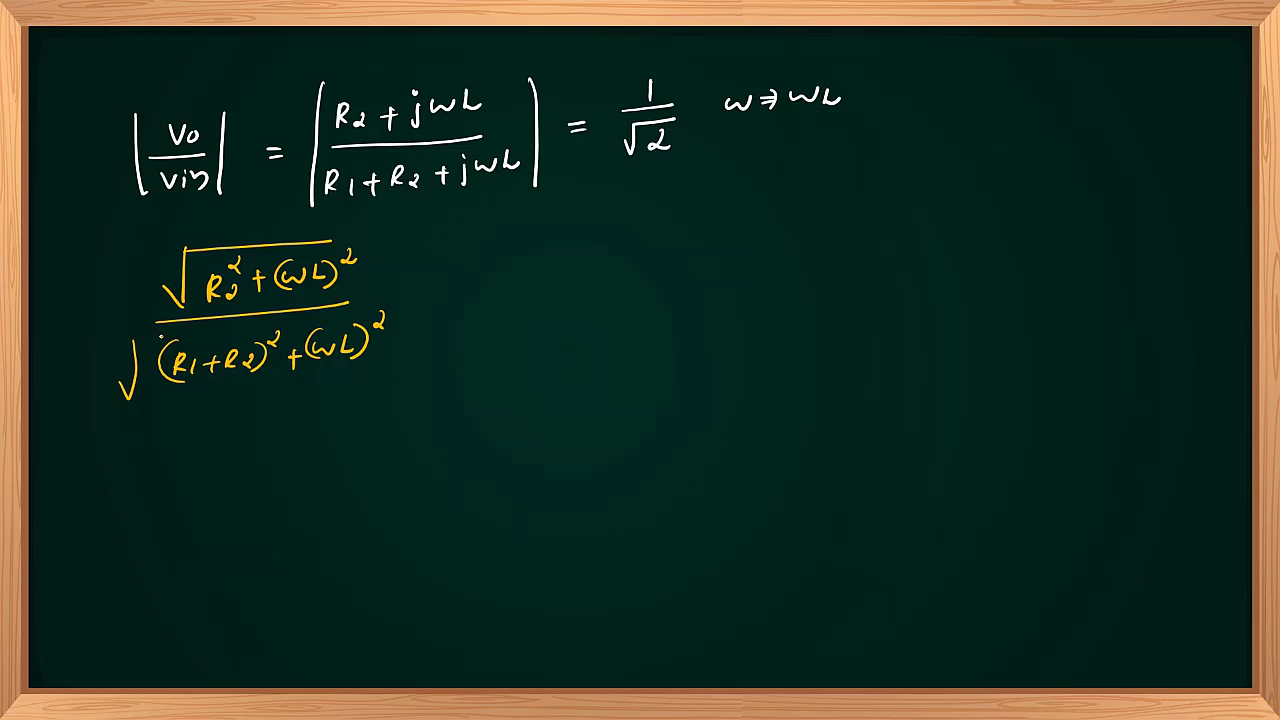 |Vo/Vin| = |(R2 + jωL)/(R1 + R2 + jωL)| = 1/√2 ω ⇒ ωL
√(R2² + (ωL)²)
√((R1+R2)² + (ωL)²)